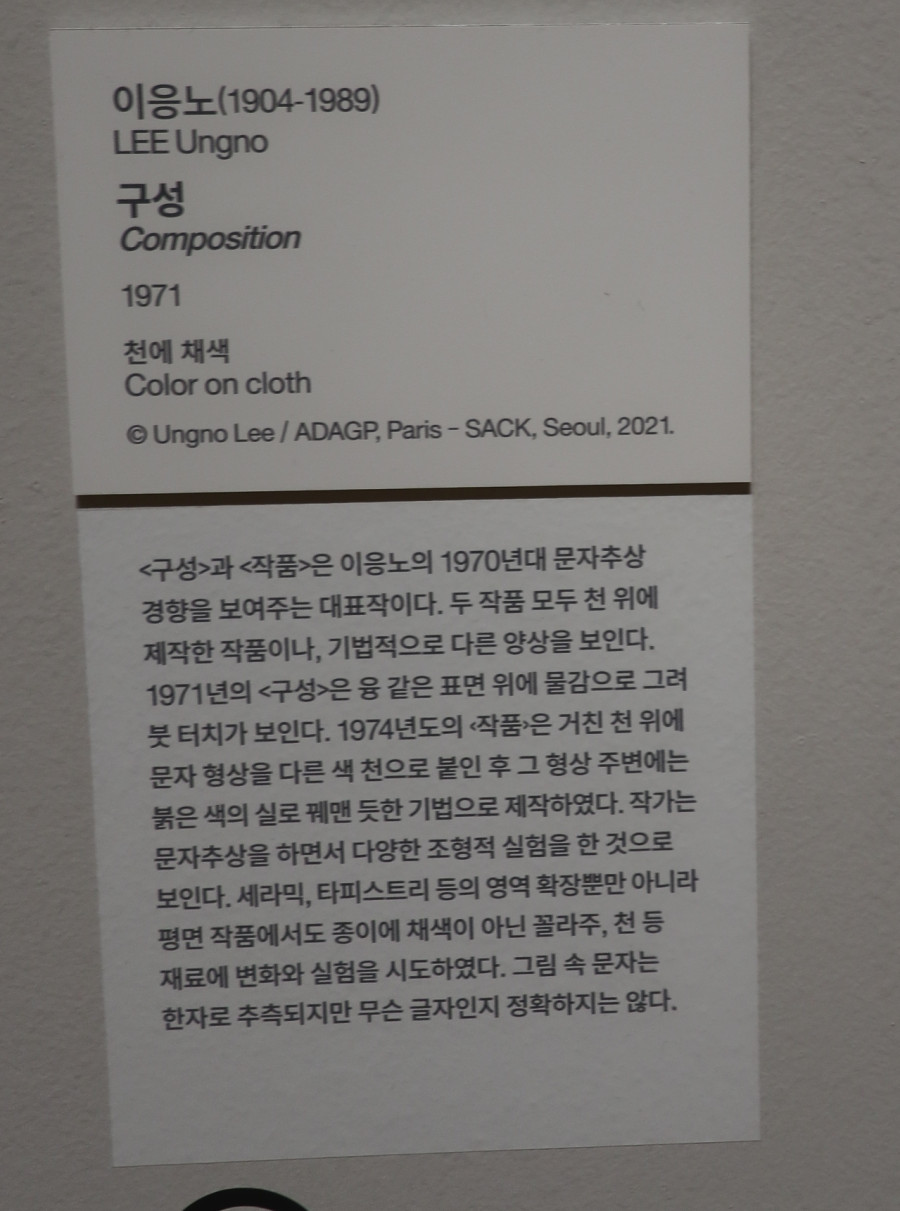 이응노(1904-1989)
LEE Ungno
구성
Composition
1971
천에 채색
Color on cloth
© Ungno Lee / ADAGP, Paris – SACK, Seoul, 2021.
<구성>과 <작품>은 이응노의 1970년대 문자추상
경향을 보여주는 대표작이다. 두 작품 모두 천 위에
제작한 작품이나, 기법적으로 다른 양상을 보인다.
1971년의 <구성>은 융 같은 표면 위에 물감으로 그려
붓 터치가 보인다. 1974년도의 <작품>은 거친 천 위에
문자 형상을 다른 색 천으로 붙인 후 그 형상 주변에는
붉은 색의 실로 꿰맨 듯한 기법으로 제작하였다. 작가는
문자추상을 하면서 다양한 조형적 실험을 한 것으로
보인다. 세라믹, 타피스트리 등의 영역 확장뿐만 아니라
평면 작품에서도 종이에 채색이 아닌 꼴라주, 천 등
재료에 변화와 실험을 시도하였다. 그림 속 문자는
한자로 추측되지만 무슨 글자인지 정확하지는 않다.